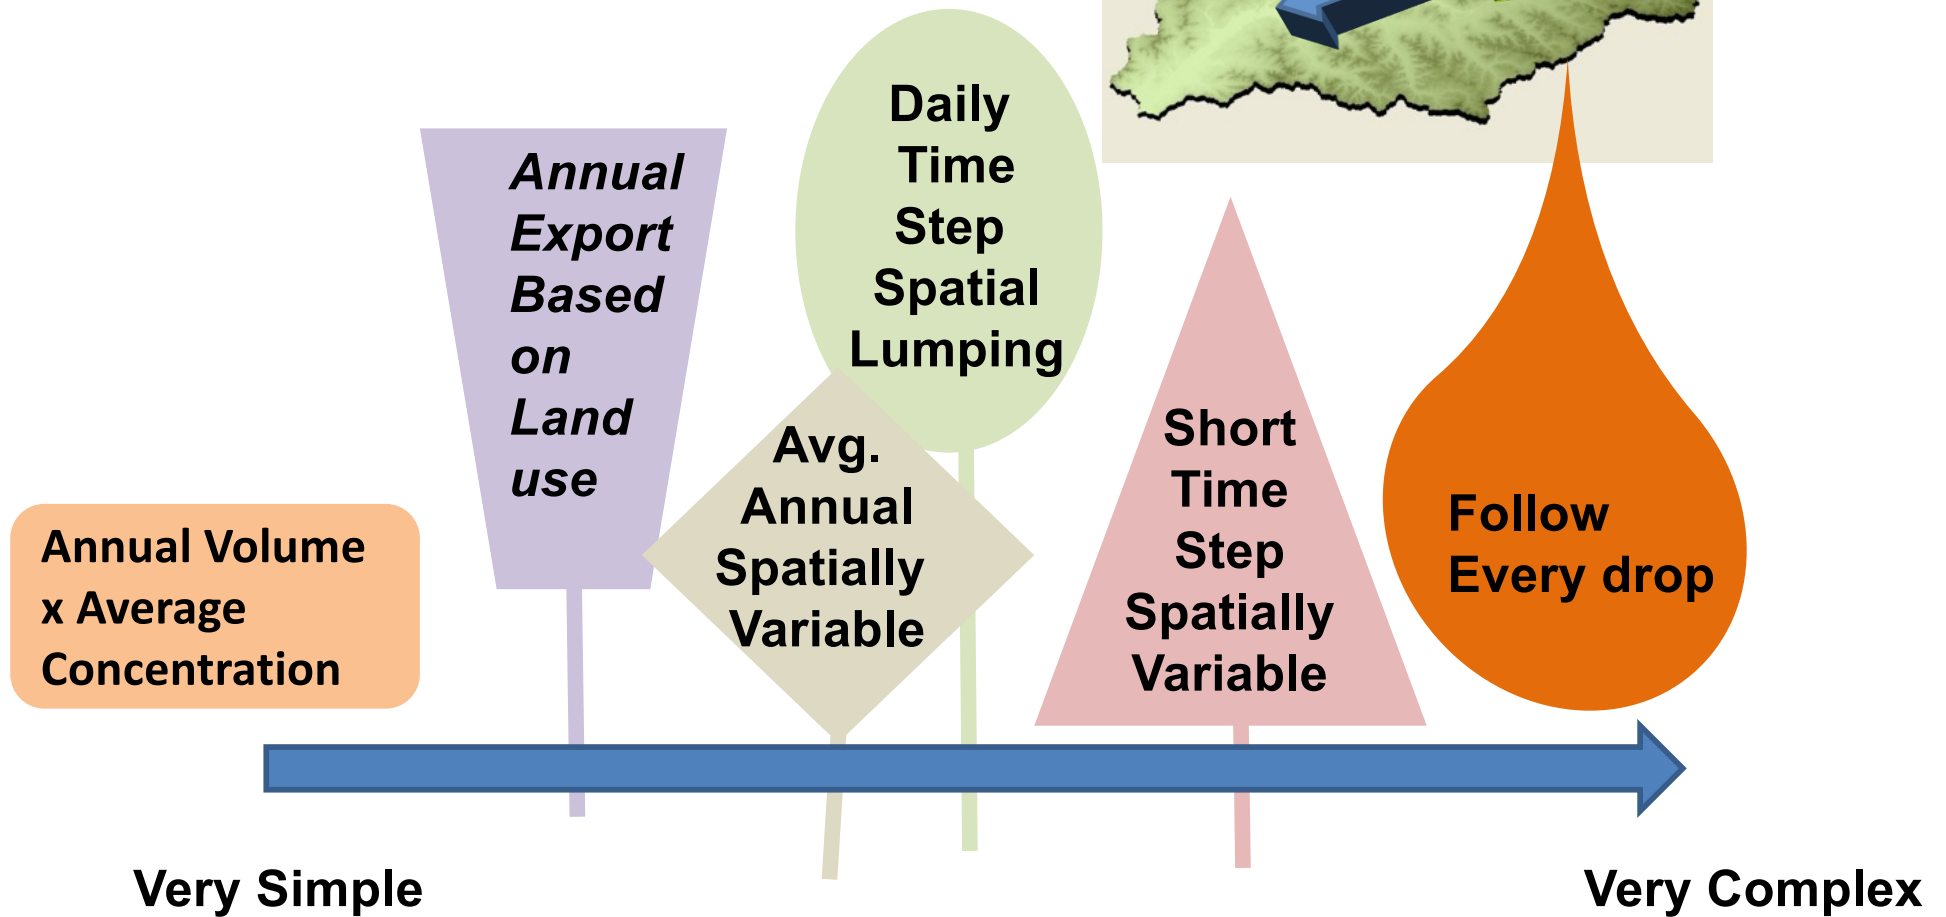 Annual Volume
x Average
Concentration
Annual
Export
Based
on
Land
use
Avg.
Annual
Spatially
Variable
Daily
Time
Step
Spatial
Lumping
Short
Time
Step
Spatially
Variable
Follow
Every drop
Very Simple
Very Complex